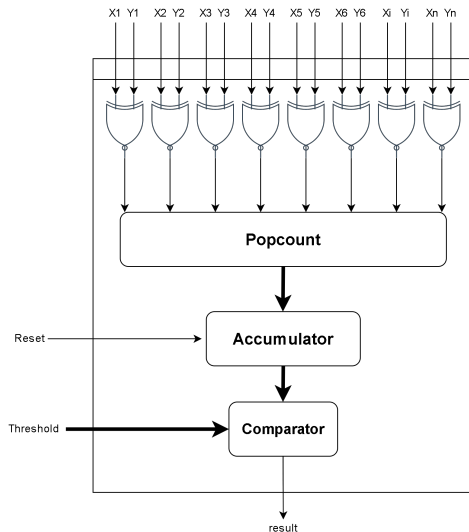 X1 Y1 X2 Y2 X3 Y3 X4 Y4 X5 Y5 X6 Y6 Xi Yi Xn Yn
Popcount
Reset
Accumulator
Threshold
Comparator
result